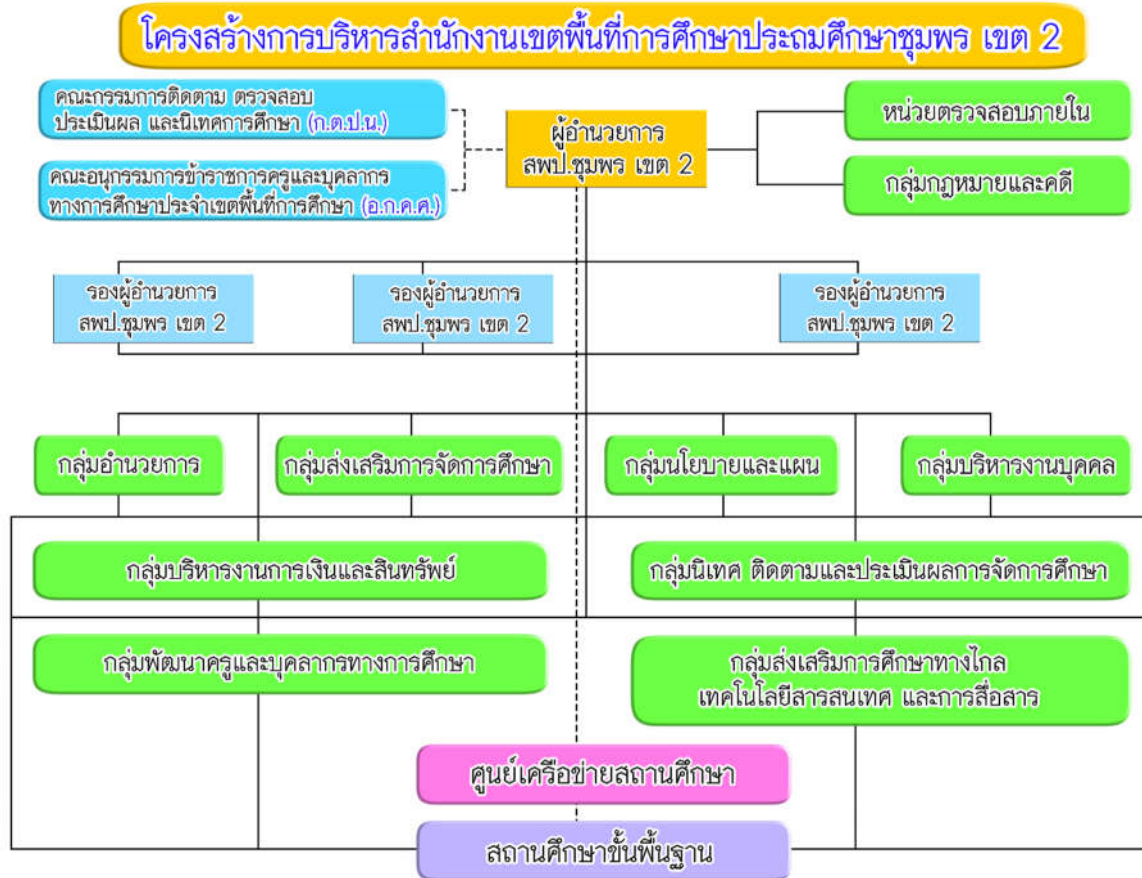 โครงสร้างการบริหารสำนักงานเขตพื้นที่การศึกษาประถมศึกษาชุมพร เขต 2
คณะกรรมการติดตาม ตรวจสอบ
ประเมินผล และนิเทศการศึกษา (ก.ต.ป.น.)
คณะอนุกรรมการข้าราชการครูและบุคลากร
ทางการศึกษาประจำเขตพื้นที่การศึกษา (อ.ก.ค.ศ.)
ผู้อำนวยการ
สพป.ชุมพร เขต 2
หน่วยตรวจสอบภายใน
กลุ่มกฎหมายและคดี
รองผู้อำนวยการ
สพป.ชุมพร เขต 2
รองผู้อำนวยการ
สพป.ชุมพร เขต 2
รองผู้อำนวยการ
สพป.ชุมพร เขต 2
กลุ่มอำนวยการ
กลุ่มส่งเสริมการจัดการศึกษา
กลุ่มนโยบายและแผน
กลุ่มบริหารงานบุคคล
กลุ่มบริหารงานการเงินและสินทรัพย์
กลุ่มนิเทศ ติดตามและประเมินผลการจัดการศึกษา
กลุ่มพัฒนาครูและบุคลากรทางการศึกษา
กลุ่มส่งเสริมการศึกษาทางไกล
เทคโนโลยีสารสนเทศ และการสื่อสาร
ศูนย์เครือข่ายสถานศึกษา
สถานศึกษาขั้นพื้นฐาน